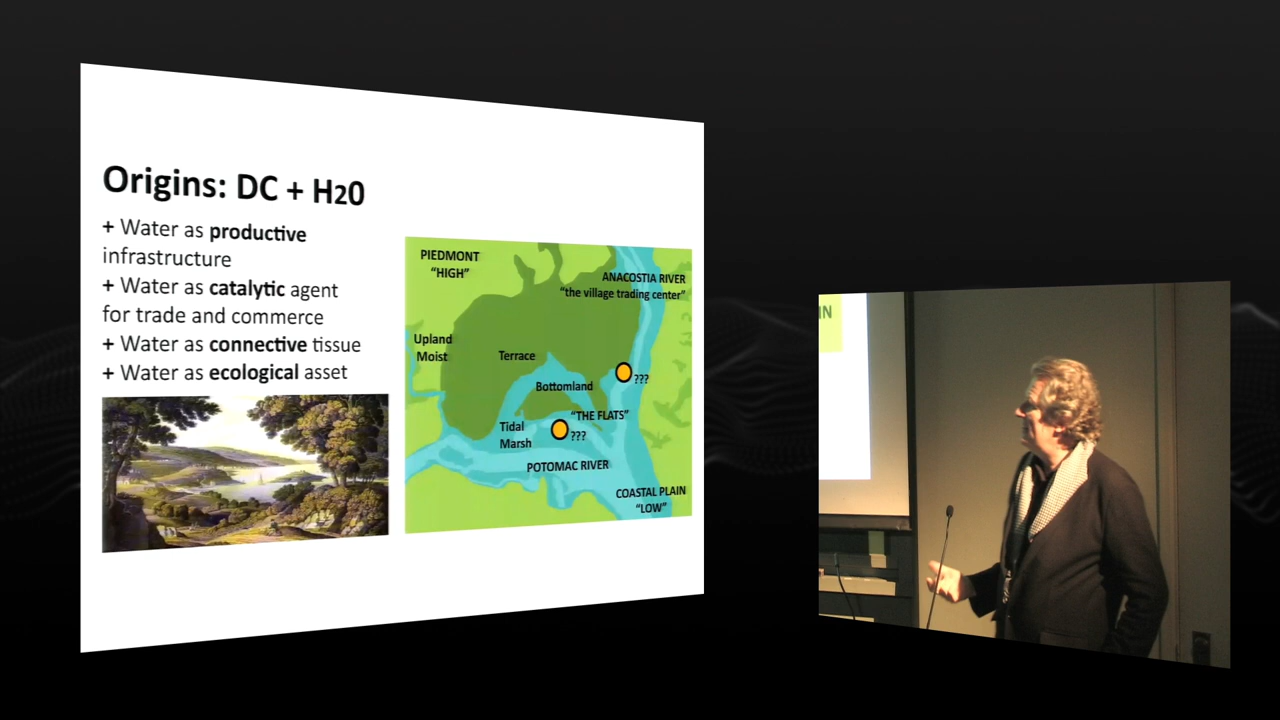 Origins: DC + H20
+ Water as productive
infrastructure
+ Water as catalytic agent
for trade and commerce
+ Water as connective tissue
+ Water as ecological asset
PIEDMONT
“HIGH”
ANACOSTIA RIVER
“the village trading center”
Upland
Moist
Terrace
Bottomland
???
“THE FLATS”
Tidal
Marsh
???
POTOMAC RIVER
COASTAL PLAIN
“LOW”
IN